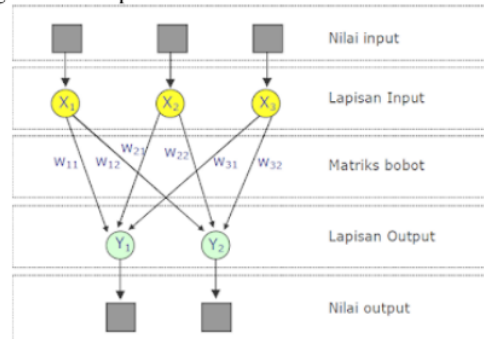 Nilai input
X1 X2 X3 Lapisan Input
W11 W12 W21 W22 W31 W32 Matriks bobot
Y1 Y2 Lapisan Output
Nilai output